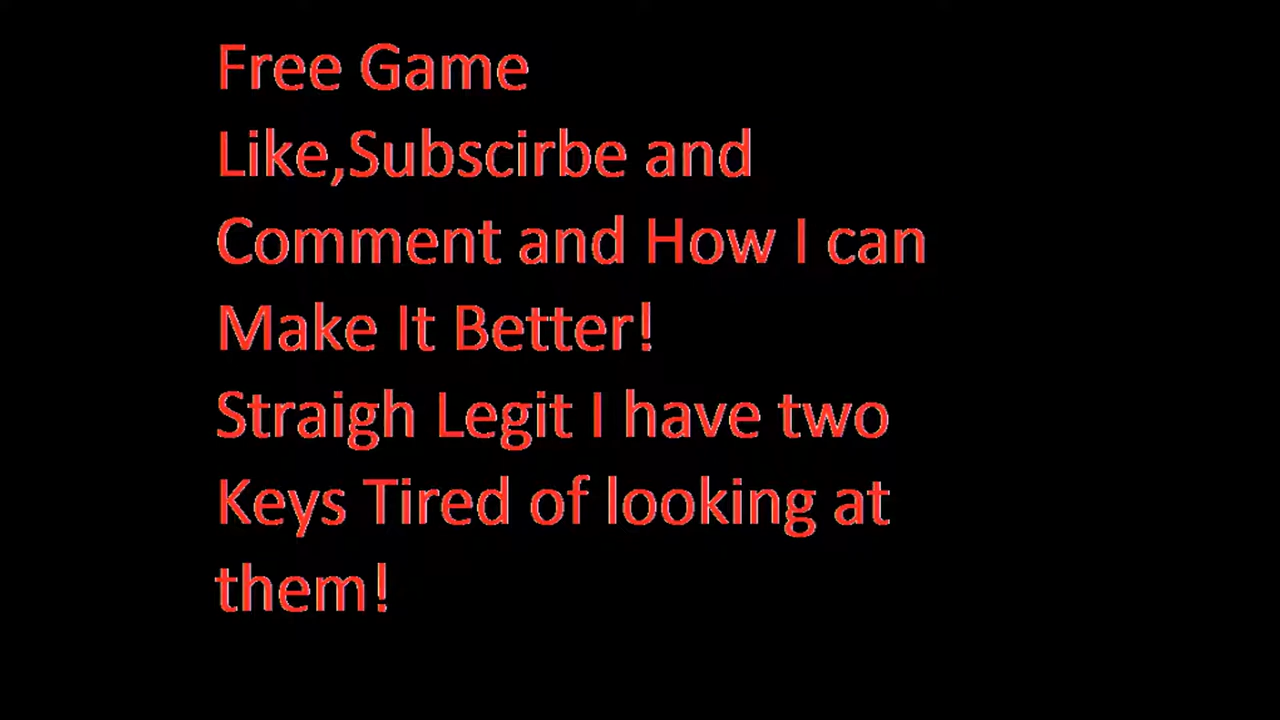 Free Game
Like,Subscirbe and
Comment and How I can
Make It Better!
Straigh Legit I have two
Keys Tired of looking at
them!